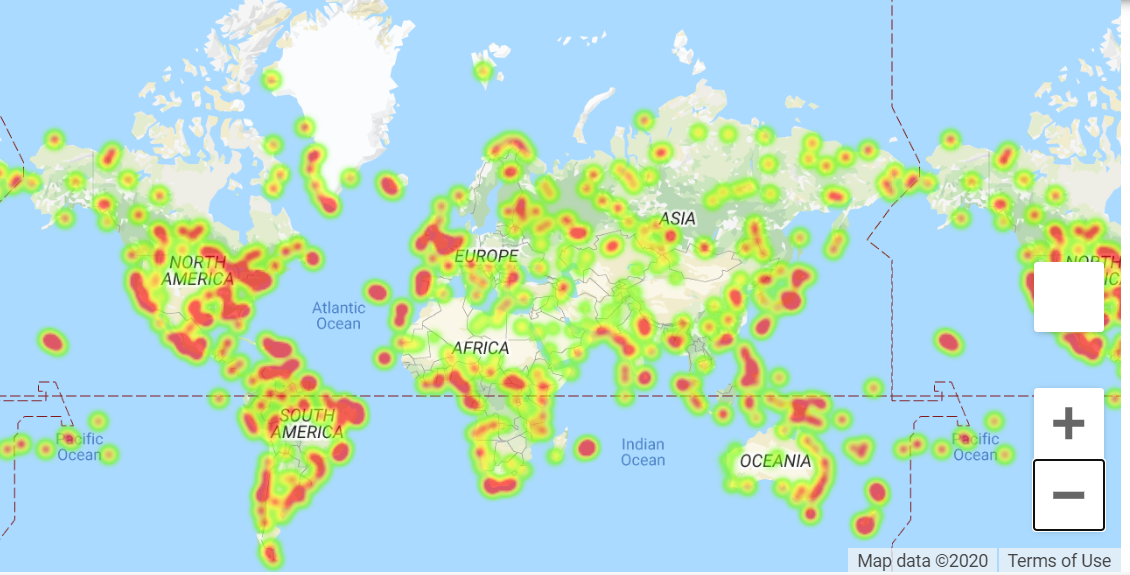 ASIA
EUROPE
NORTH
AMERICA
NORTH
AMERICA
Atlantic
Ocean
AFRICA
SOUTH
AMERICA
Pacific
Ocean
Indian
Ocean
OCEANIA
Pacific
Ocean
+
−
Map data ©2020
Terms of Use